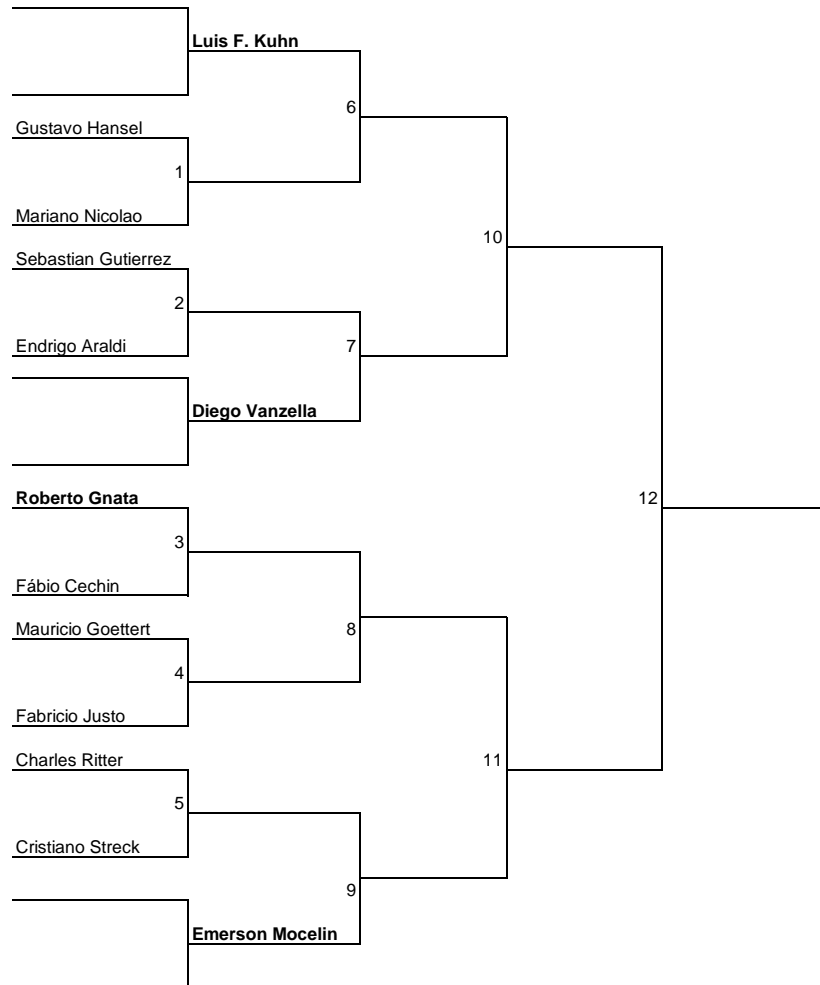 Luis F. Kuhn
6
Gustavo Hansel
1
Mariano Nicolao
10
Sebastian Gutierrez
2
Endrigo Araldi
7
Diego Vanzella
Roberto Gnata
12
3
Fábio Cechin
Mauricio Goettert
8
4
Fabricio Justo
Charles Ritter
11
5
Cristiano Streck
9
Emerson Mocelin